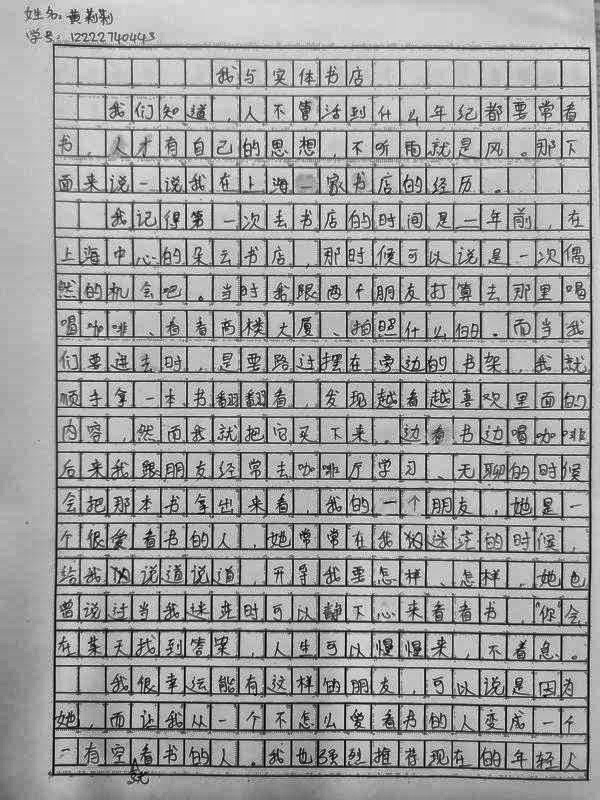 姓名：黄莉莉
学号：12222740443
我与实体书店
我们知道，人不管活到什么年纪都要常看
书，人才有自己的思想，不听雨就是风。那下
面来说一说我在上海一家书店的经历。
我记得第一次去书店的时间是一年前，在
上海中心的朵云书店，那时候可以说是一次偶
然的机会吧。当时我跟两个朋友打算去那里喝
喝咖啡、看看高楼大厦、拍照什么的。而当我
们要进去时，是要路过摆在旁边的书架，我就
顺手拿一本书翻翻看，发现越看越喜欢里面的
内容，然而我就把它买下来。边看书边喝咖啡
后来我跟朋友经常去咖啡厅学习、无聊的时候
会把那本书拿出来看，我的一个朋友，她是一
个很爱看书的人，她常常在我迷茫的时候，
给我说道说道，开导我要怎样、怎样，她也
曾说过当我迷茫时可以静下心来看看书，“你会
在某天找到答案，人生可以慢慢来，不着急。
我很幸运能有这样的朋友，可以说是因为
她，而让我从一个不怎么爱看书的人变成一个
一有空看书的人。我也强烈推荐现在的年轻人
就